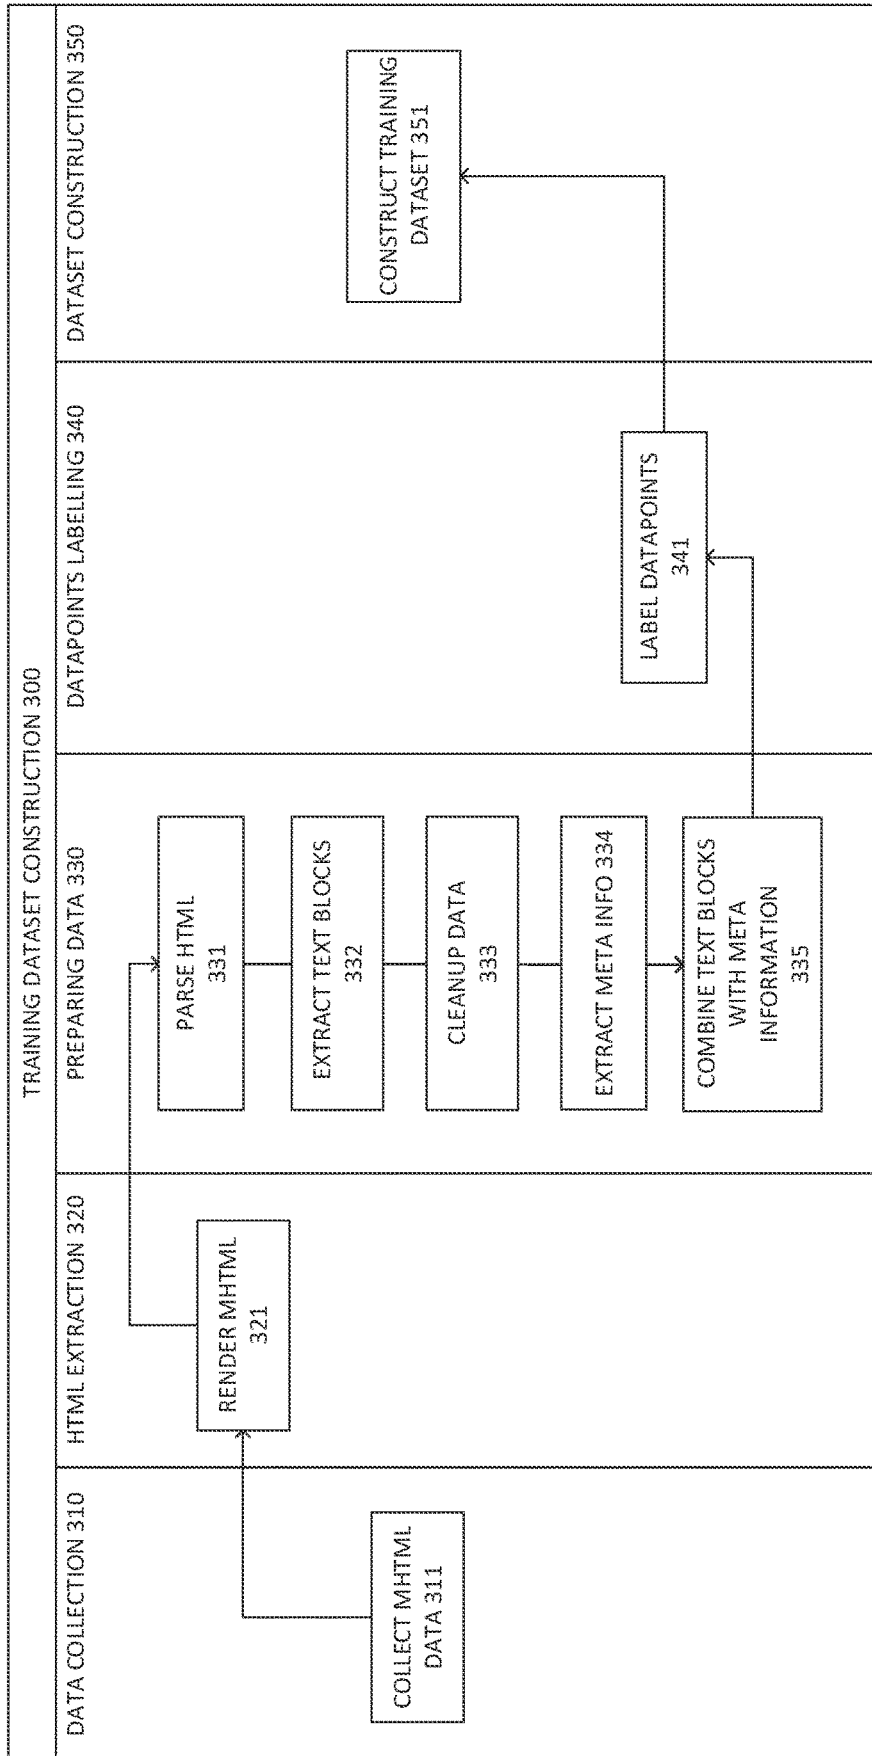 TRAINING DATASET CONSTRUCTION 300
DATA COLLECTION 310
COLLECT MHTML
DATA 311
HTML EXTRACTION 320
RENDER MHTML
321
PREPARING DATA 330
PARSE HTML
331
EXTRACT TEXT BLOCKS
332
CLEANUP DATA
333
EXTRACT META INFO 334
COMBINE TEXT BLOCKS
WITH META
INFORMATION
335
DATAPOINTS LABELLING 340
LABEL DATAPOINTS
341
DATASET CONSTRUCTION 350
CONSTRUCT TRAINING
DATASET 351